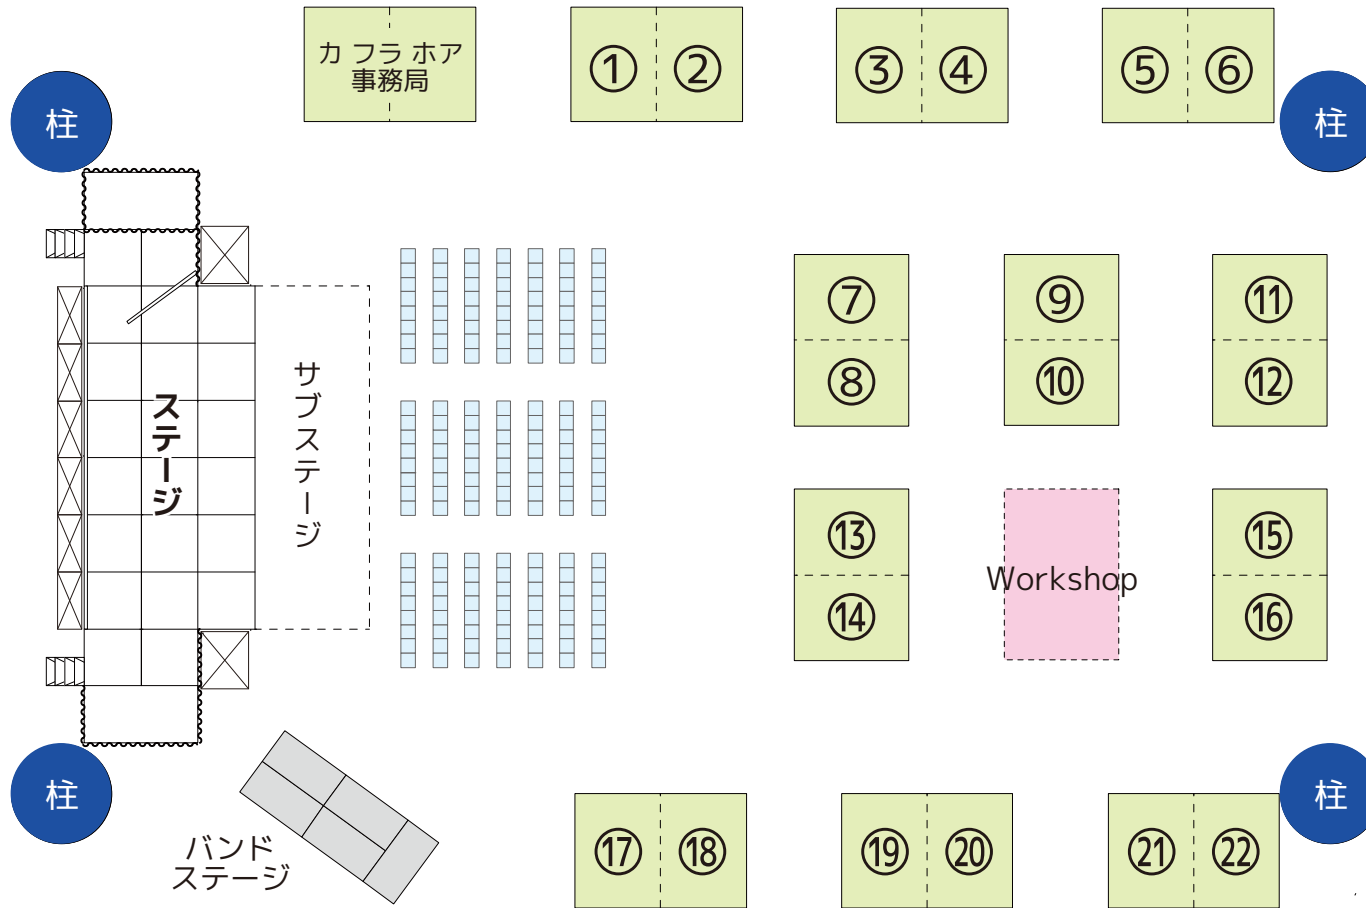 カ フラ ホア
事務局
① ②
③ ④
⑤ ⑥
柱
柱
⑦
⑧
⑨
⑩
⑪
⑫
ステージ
サブステージ
⑬
⑭
Workshop
⑮
⑯
柱
柱
バンド
ステージ
⑰ ⑱
⑲ ⑳
㉑ ㉒